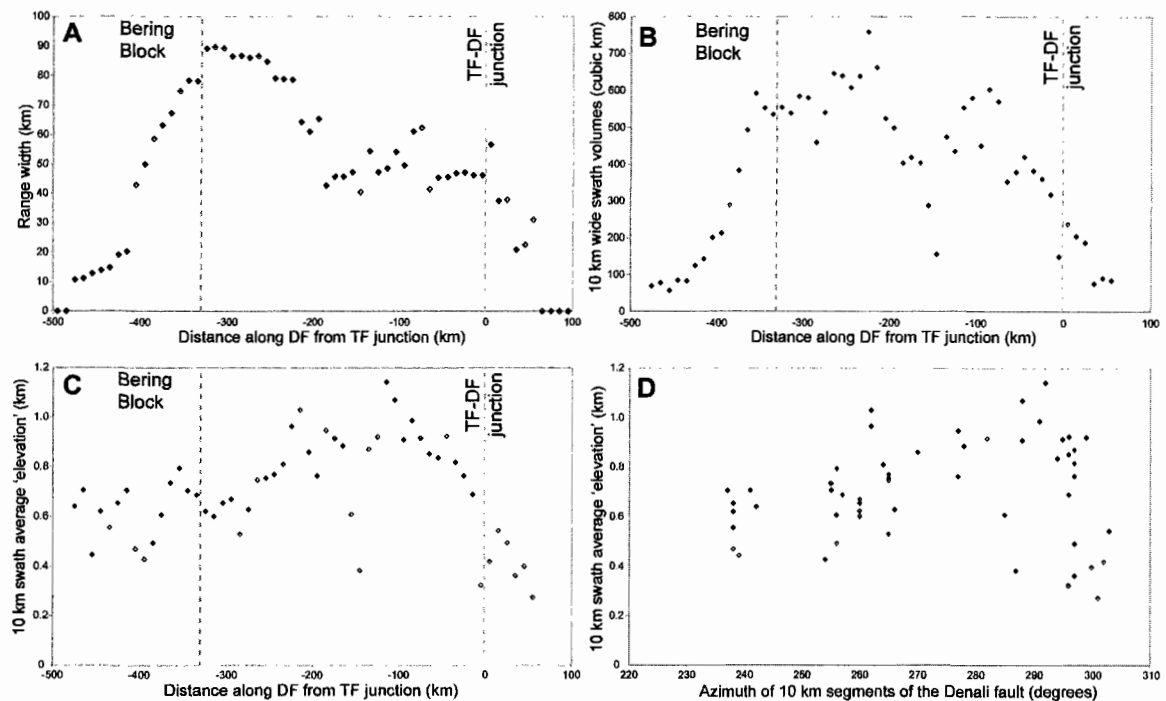 A
Bering
Block
TF-DF
junction
Range width (km)
100
90
80
70
60
50
40
30
20
10
0
-500
-400
-300
-200
-100
0
100
Distance along DF from TF junction (km)
B
Bering
Block
TF-DF
junction
10 km wide swath volumes (cubic km)
800
700
600
500
400
300
200
100
0
-500
-400
-300
-200
-100
0
100
Distance along DF from TF junction (km)
C
Bering
Block
TF-DF
junction
10 km swath average 'elevation' (km)
1.2
1.0
0.8
0.6
0.4
0.2
0
-500
-400
-300
-200
-100
0
100
Distance along DF from TF junction (km)
D
10 km swath average 'elevation' (km)
1.2
1.0
0.8
0.6
0.4
0.2
0
220
230
240
250
260
270
280
290
300
310
Azimuth of 10 km segments of the Denali fault (degrees)